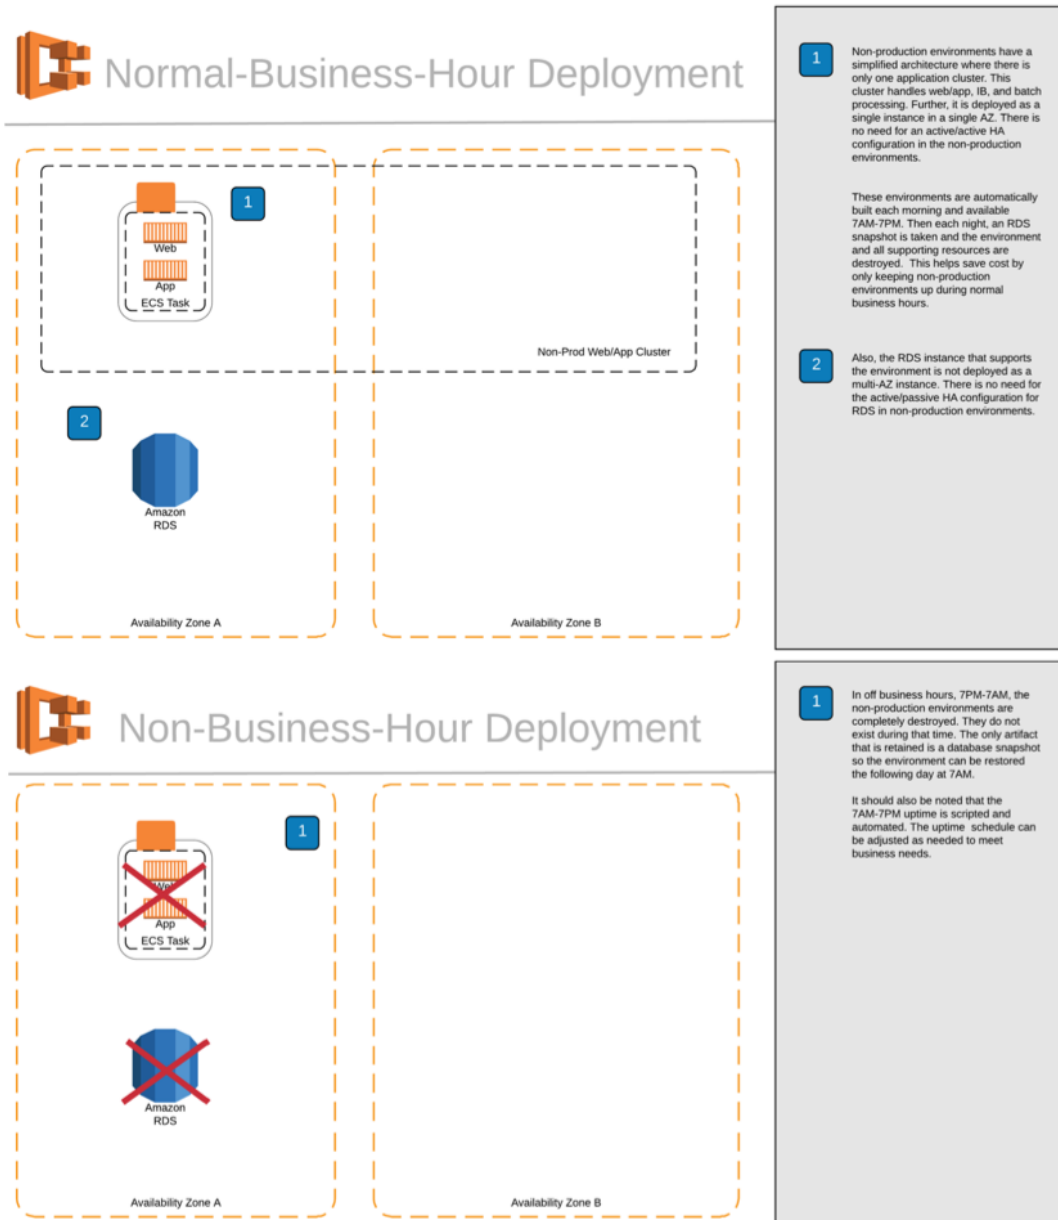 Normal-Business-Hour Deployment
1
Web
App
ECS Task
Non-Prod Web/App Cluster
2
Amazon
RDS
Availability Zone A
Availability Zone B
1
Non-production environments have a
simplified architecture where there is
only one application cluster. This
cluster handles web/app, IB, and batch
processing. Further, it is deployed as a
single instance in a single AZ. There is
no need for an active/active HA
configuration in the non-production
environments.
These environments are automatically
built each morning and available
7AM-7PM. Then each night, an RDS
snapshot is taken and the environment
and all supporting resources are
destroyed.  This helps save cost by
only keeping non-production
environments up during normal
business hours.
2
Also, the RDS instance that supports
the environment is not deployed as a
multi-AZ instance. There is no need for
the active/passive HA configuration for
RDS in non-production environments.
Non-Business-Hour Deployment
1
Web
App
ECS Task
Amazon
RDS
Availability Zone A
Availability Zone B
1
In off business hours, 7PM-7AM, the
non-production environments are
completely destroyed. They do not
exist during that time. The only artifact
that is retained is a database snapshot
so the environment can be restored
the following day at 7AM.
It should also be noted that the
7AM-7PM uptime is scripted and
automated. The uptime  schedule can
be adjusted as needed to meet
business needs.